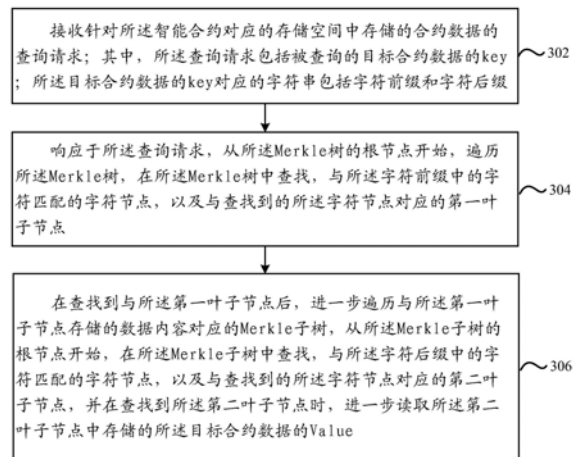 接收针对所述智能合约对应的存储空间中存储的合约数据的
查询请求；其中，所述查询请求包括被查询的目标合约数据的key
；所述目标合约数据的key对应的字符串包括字符前缀和字符后缀
302
响应于所述查询请求，从所述Merkle树的根节点开始，遍历
所述Merkle树，在所述Merkle树中查找，与所述字符前缀中的字
符匹配的字符节点，以及与查找到的所述字符节点对应的第一叶
子节点
304
在查找到与所述第一叶子节点后，进一步遍历与所述第一叶
子节点存储的数据内容对应的Merkle子树，从所述Merkle子树的
根节点开始，在所述Merkle子树中查找，与所述字符后缀中的字
符匹配的字符节点，以及与查找到的所述字符节点对应的第二叶
子节点，并在查找到所述第二叶子节点时，进一步读取所述第二
叶子节点中存储的所述目标合约数据的Value
306